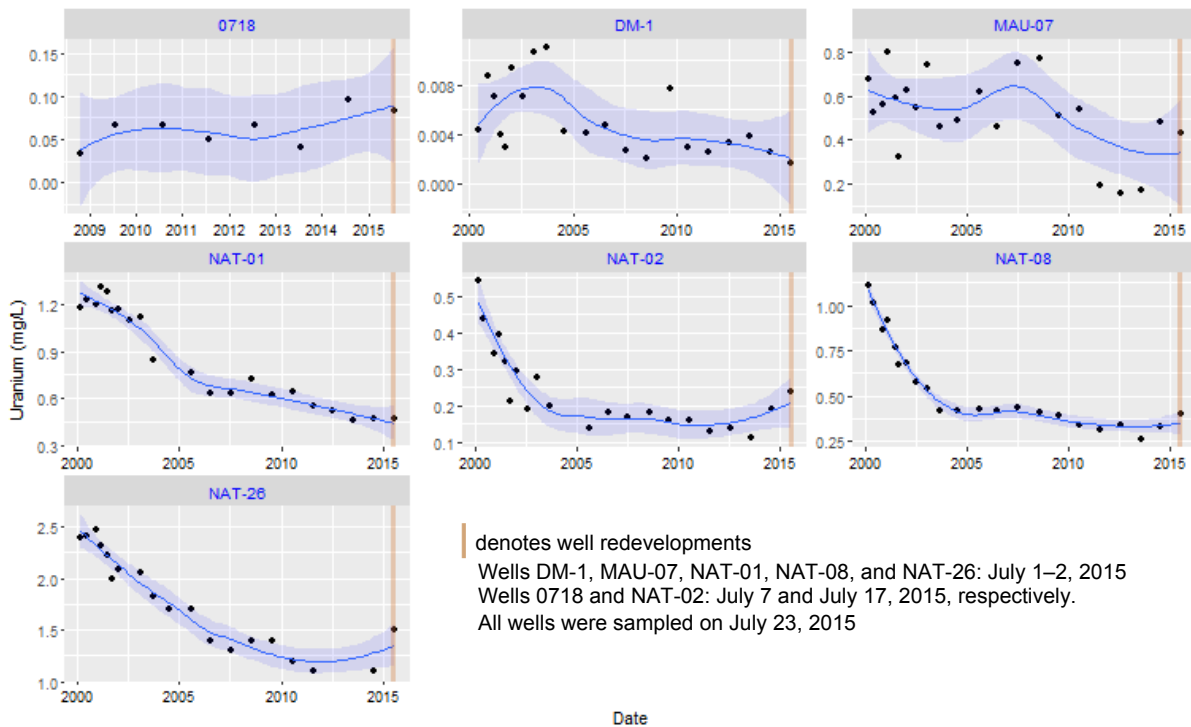 0718 DM-1 MAU-07
0.15 0.10 0.05 0.00
0.008 0.004 0.000
0.8 0.6 0.4 0.2
2009 2010 2011 2012 2013 2014 2015
2000 2005 2010 2015
2000 2005 2010 2015
NAT-01 NAT-02 NAT-08
Uranium (mg/L)
1.2 0.9 0.6 0.3
0.5 0.4 0.3 0.2 0.1
1.00 0.75 0.50 0.25
2000 2005 2010 2015
2000 2005 2010 2015
2000 2005 2010 2015
NAT-26
2.5 2.0 1.5 1.0
2000 2005 2010 2015
denotes well redevelopments
Wells DM-1, MAU-07, NAT-01, NAT-08, and NAT-26: July 1–2, 2015
Wells 0718 and NAT-02: July 7 and July 17, 2015, respectively.
All wells were sampled on July 23, 2015
Date